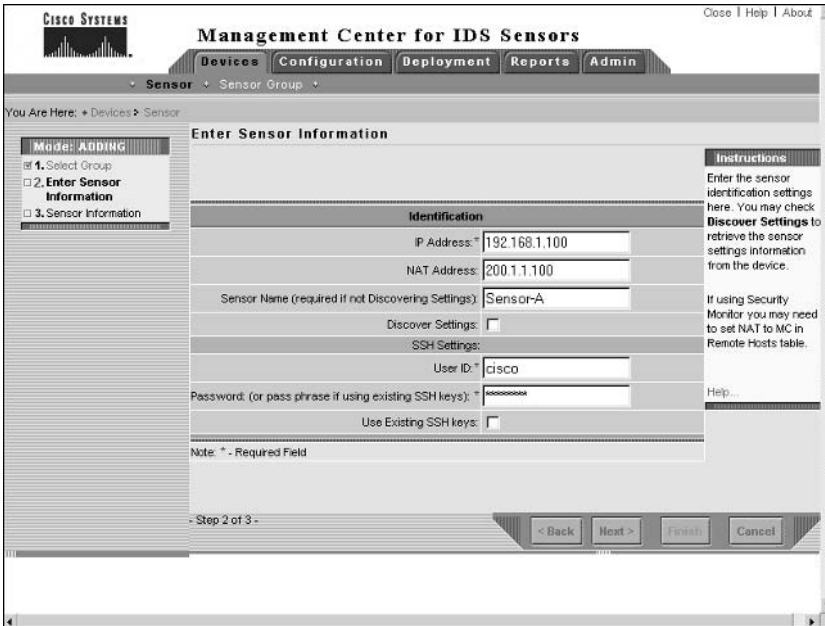 Close | Help | About
CISCO SYSTEMS
Management Center for IDS Sensors
Devices Configuration Deployment Reports Admin
Sensor Sensor Group
You Are Here: Devices > Sensor
Mode: ADDING
1. Select Group
2. Enter Sensor Information
3. Sensor Information
Enter Sensor Information
Identification
IP Address: * 192.168.1.100
NAT Address: 200.1.1.100
Sensor Name (required if not Discovering Settings): Sensor-A
Discover Settings:
SSH Settings:
User ID: * cisco
Password: (or pass phrase if using existing SSH keys): * ********
Use Existing SSH keys:
Note: * - Required Field
- Step 2 of 3 -
< Back Next > Finish Cancel
Instructions
Enter the sensor
identification settings
here. You may check
Discover Settings to
retrieve the sensor
settings information
from the device.
If using Security
Monitor you may need
to set NAT to MC in
Remote Hosts table.
Help...